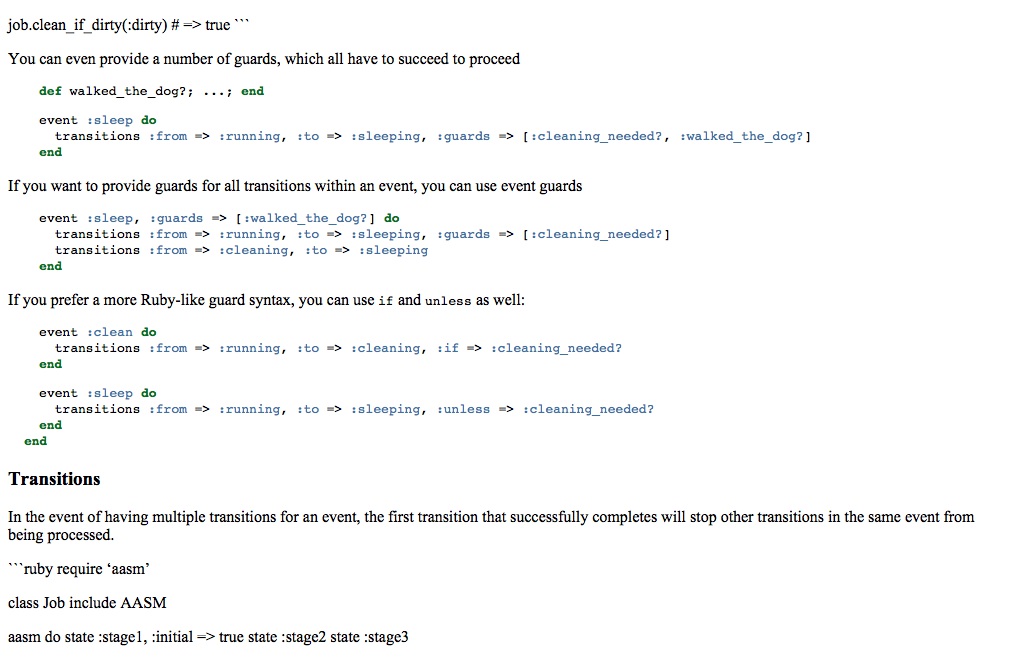 job.clean_if_dirty(:dirty) # => true ```
You can even provide a number of guards, which all have to succeed to proceed
def walked_the_dog?; ...; end
event :sleep do
transitions :from => :running, :to => :sleeping, :guards => [:cleaning_needed?, :walked_the_dog?]
end
If you want to provide guards for all transitions within an event, you can use event guards
event :sleep, :guards => [:walked_the_dog?] do
transitions :from => :running, :to => :sleeping, :guards => [:cleaning_needed?]
transitions :from => :cleaning, :to => :sleeping
end
If you prefer a more Ruby-like guard syntax, you can use if and unless as well:
event :clean do
transitions :from => :running, :to => :cleaning, :if => :cleaning_needed?
end
event :sleep do
transitions :from => :running, :to => :sleeping, :unless => :cleaning_needed?
end
end
Transitions
In the event of having multiple transitions for an event, the first transition that successfully completes will stop other transitions in the same event from
being processed.
```ruby require ‘aasm’
class Job include AASM
aasm do state :stage1, :initial => true state :stage2 state :stage3